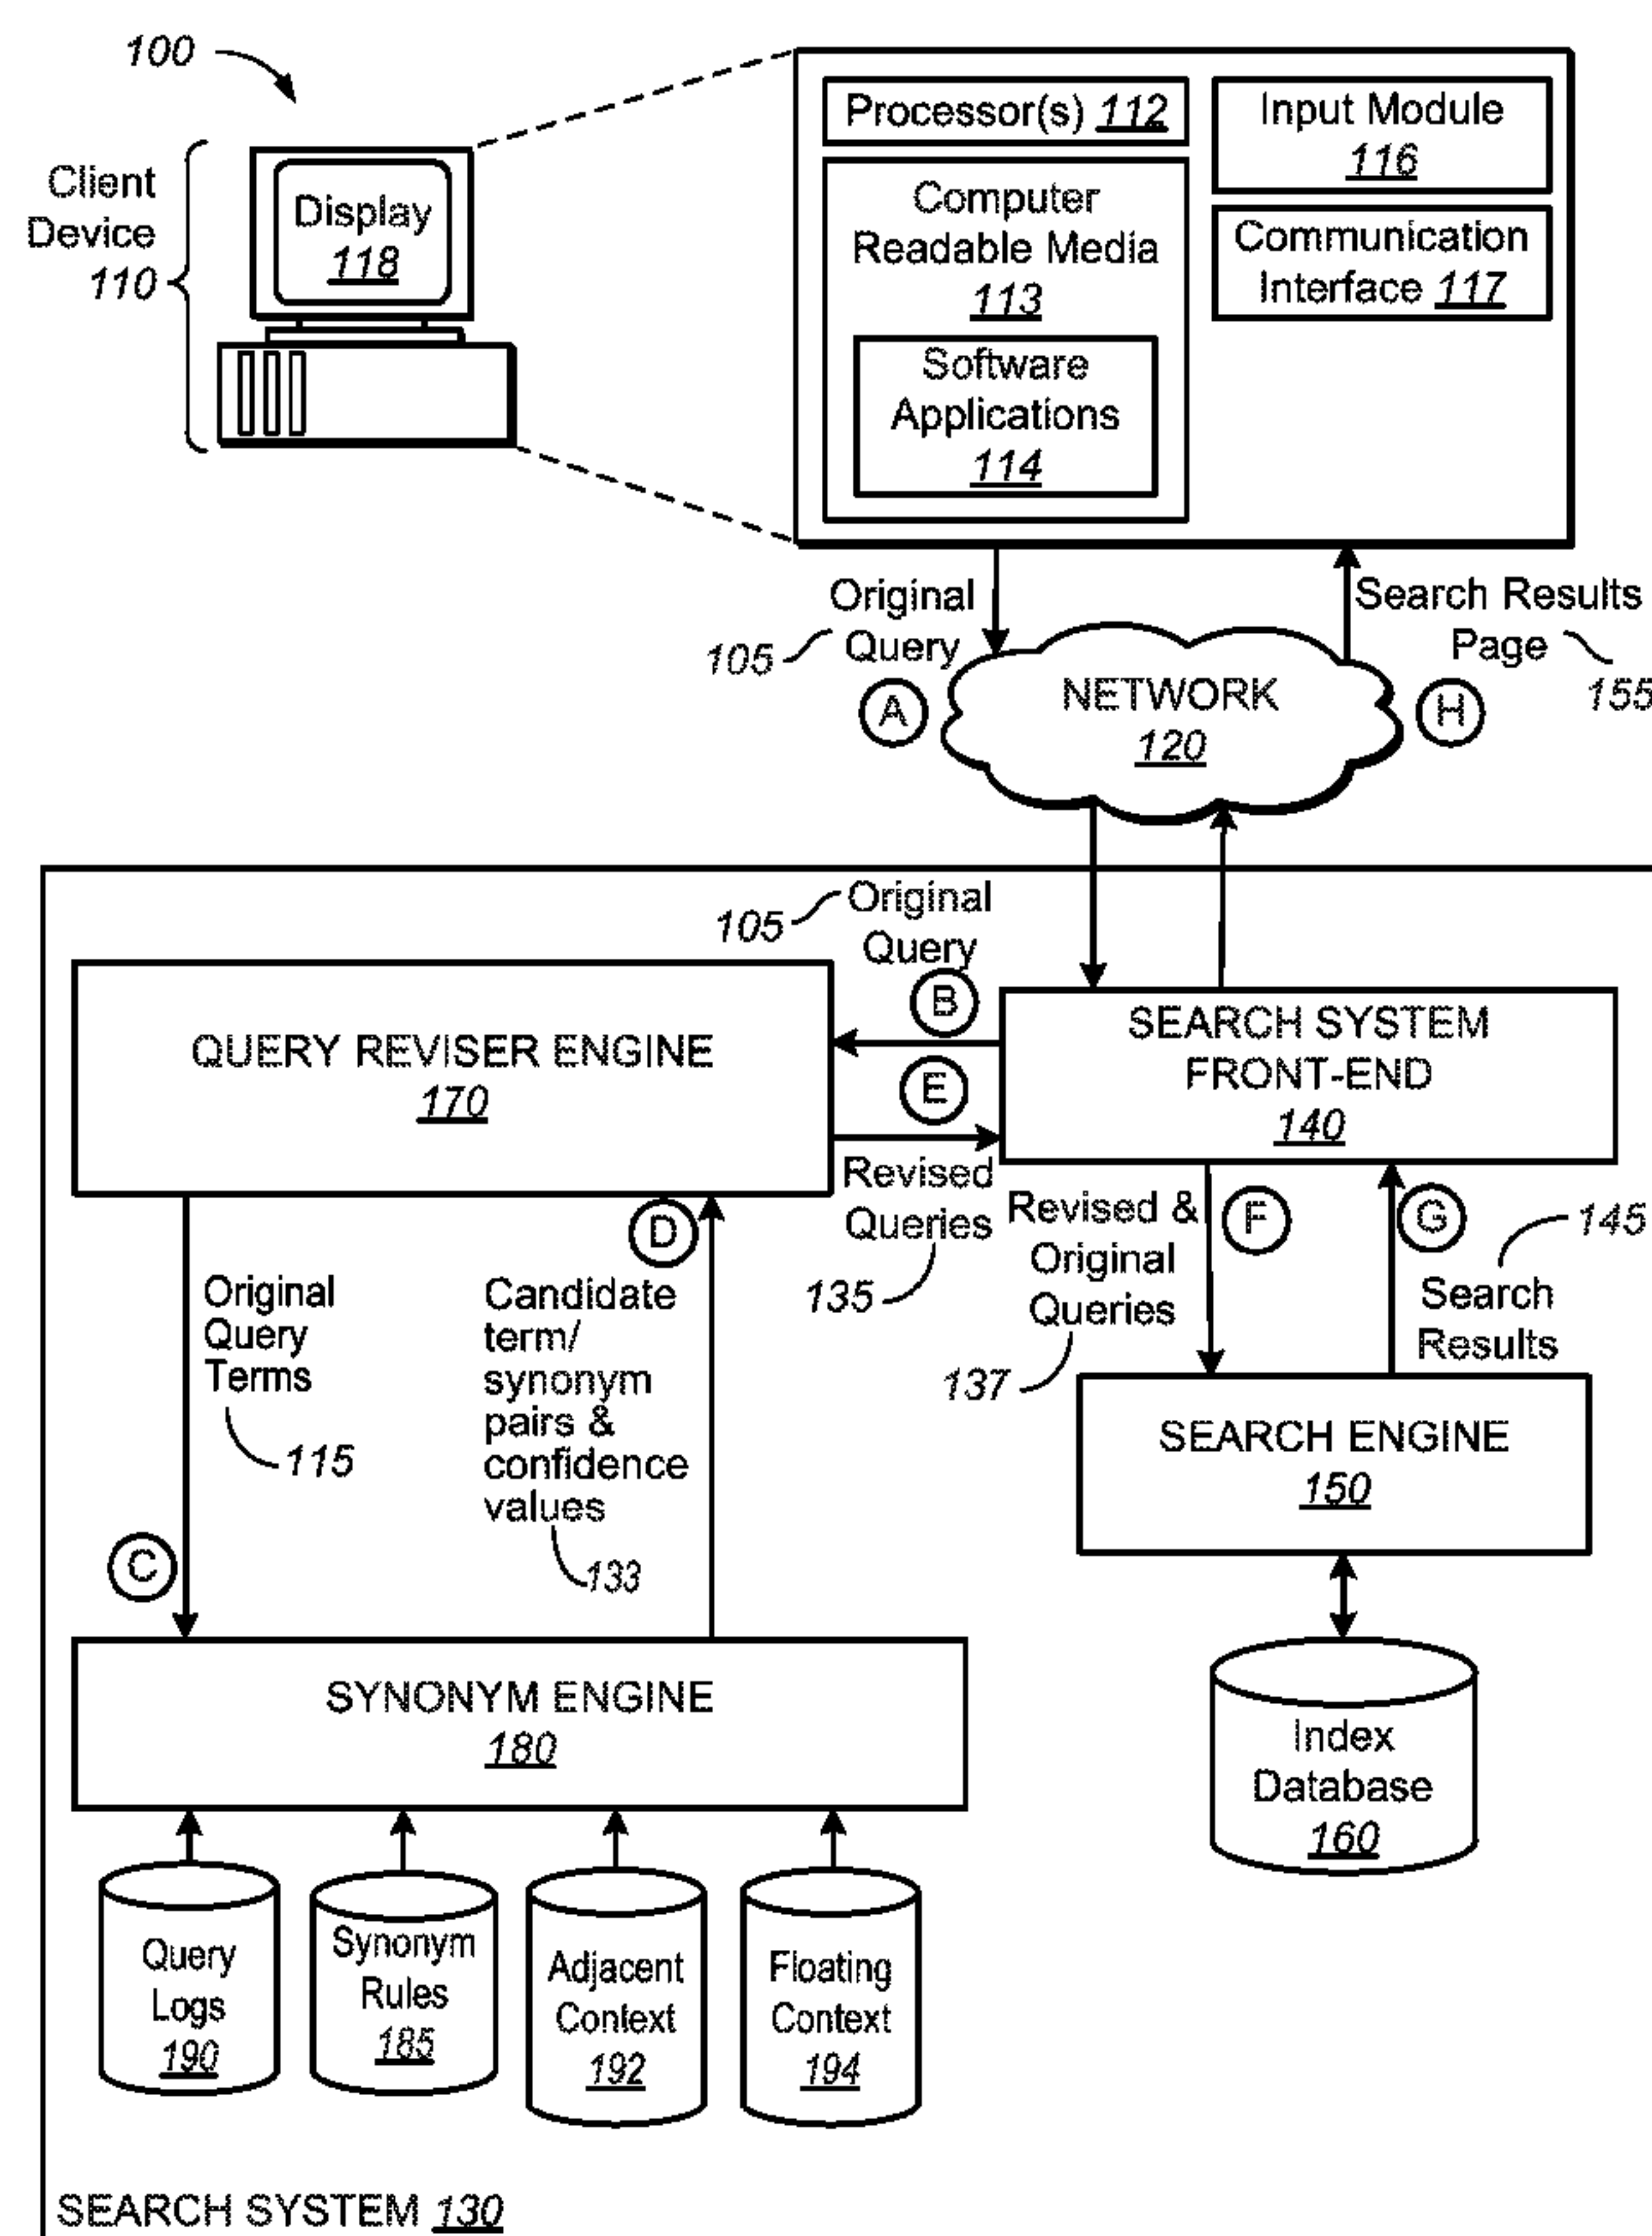 100
Client
Device
110
Display
118
Processor(s) 112
Computer
Readable Media
113
Software
Applications
114
Input Module
116
Communication
Interface 117
Original
Query
105
A
Search Results
Page
155
H
NETWORK
120
105
Original
Query
B
QUERY REVISER ENGINE
170
E
SEARCH SYSTEM
FRONT-END
140
Revised
Queries
135
D
Revised &
Original
Queries
137
F
G
145
Search
Results
Original
Query
Terms
115
C
Candidate
term/
synonym
pairs &
confidence
values
133
SEARCH ENGINE
150
SYNONYM ENGINE
180
Index
Database
160
Query
Logs
190
Synonym
Rules
185
Adjacent
Context
192
Floating
Context
194
SEARCH SYSTEM 130